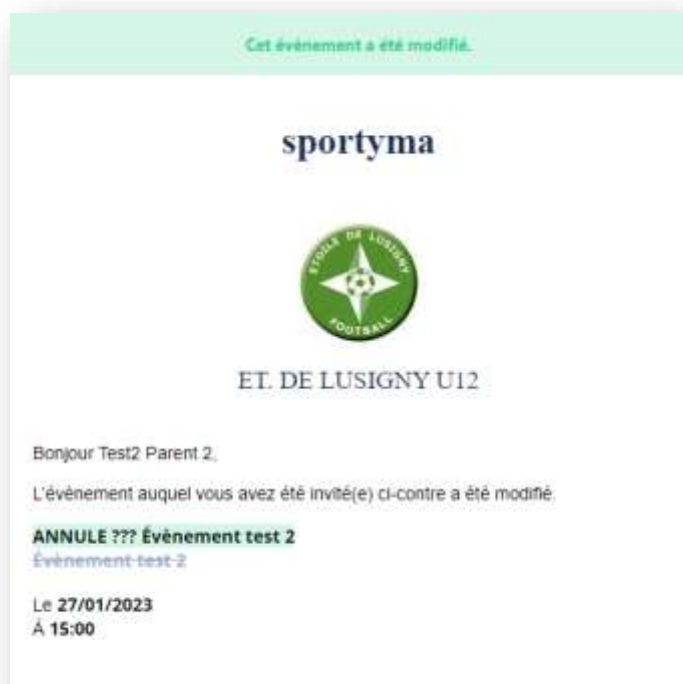 Cet évènement a été modifié.
sportyma
ETOILE DE LUSIGNY
FOOTBALL
ET. DE LUSIGNY U12
Bonjour Test2 Parent 2,
L'évènement auquel vous avez été invité(e) ci-contre a été modifié.
ANNULE ??? Évènement test 2
Évènement test 2
Le 27/01/2023
À 15:00